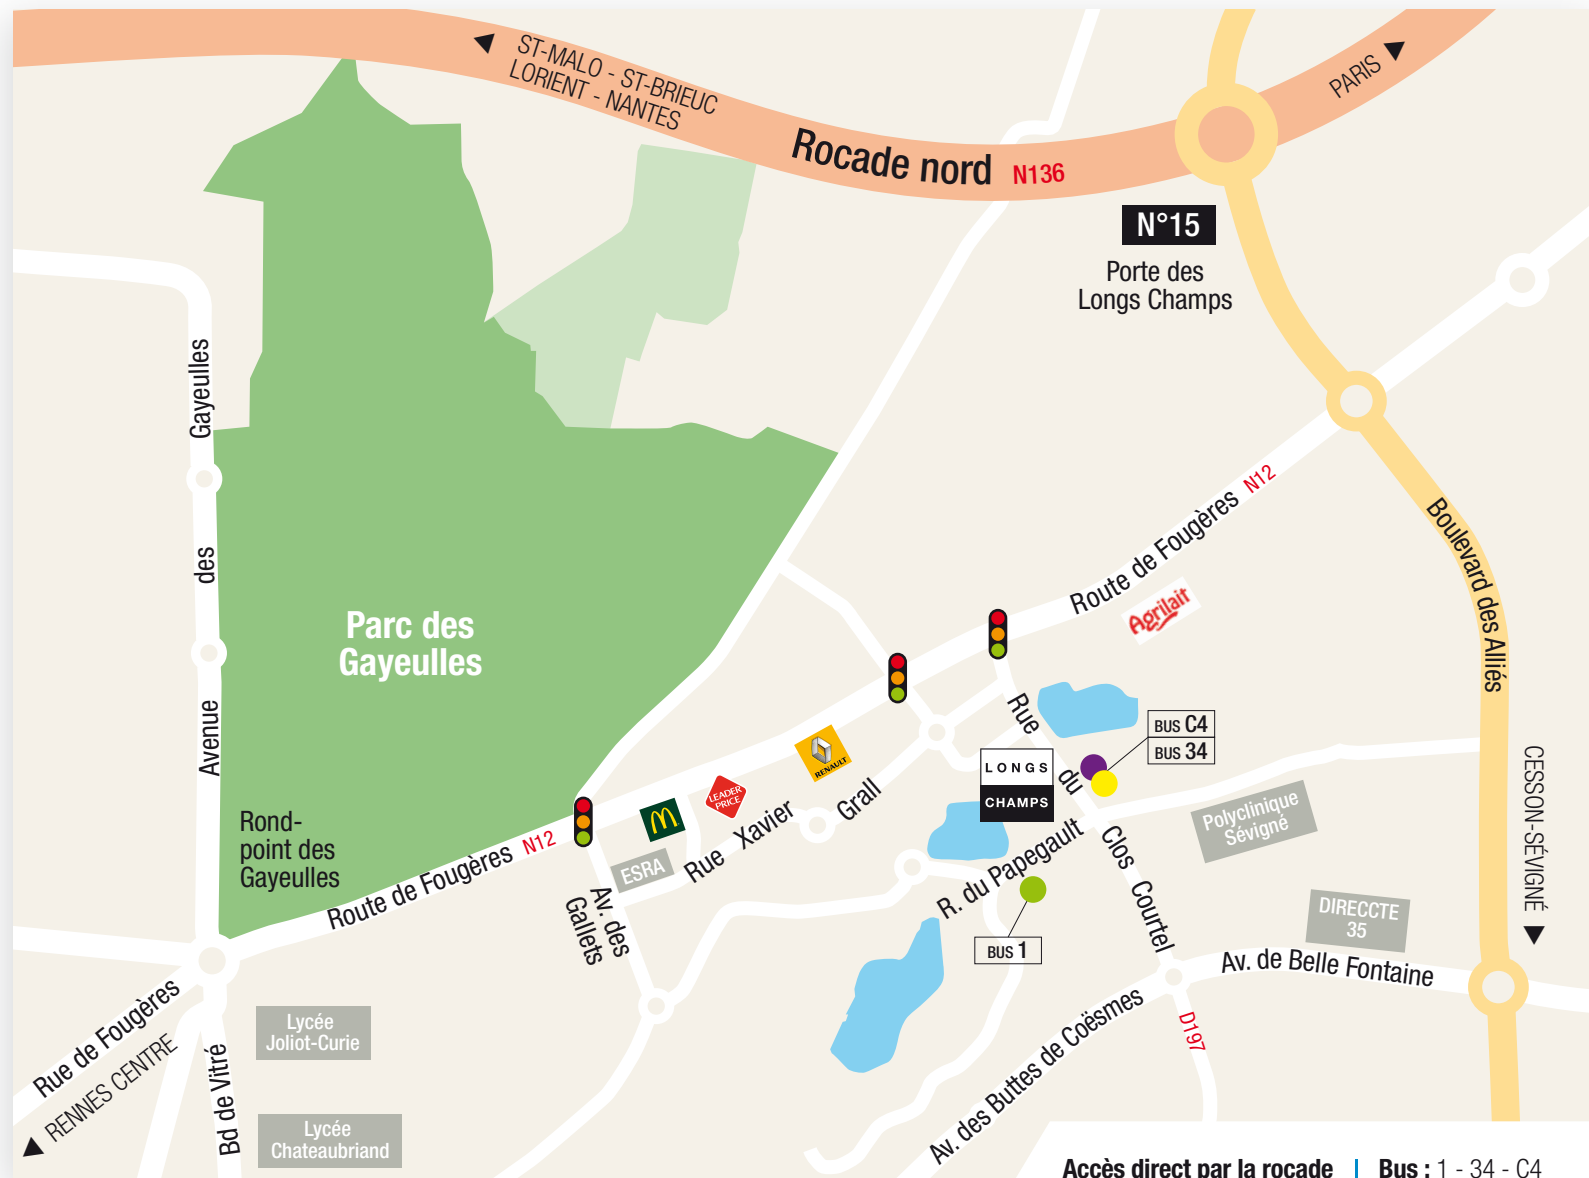 ST-MALO - ST-BRIEUC
LORIENT - NANTES
PARIS
Rocade nord N136
N°15
Porte des
Longs Champs
Avenue des Gayeulles
Parc des
Gayeulles
Route de Fougères N12
Agrilait
Boulevard des Alliés
Rond-
point des
Gayeulles
Route de Fougères N12
LEADER
PRICE
RENAULT
ESRA
Rue Xavier Grall
Av. des
Gallets
LONGS
CHAMPS
Rue du Clos Courtel
BUS C4
BUS 34
R. du Papegault
BUS 1
Polyclinique
Sévigné
CESSON-SÉVIGNÉ
DIRECCTE
35
Av. de Belle Fontaine
Av. des Buttes de Coësmes
D197
Rue de Fougères
RENNES CENTRE
Bd de Vitré
Lycée
Joliot-Curie
Lycée
Chateaubriand
Accès direct par la rocade | Bus : 1 - 34 - C4